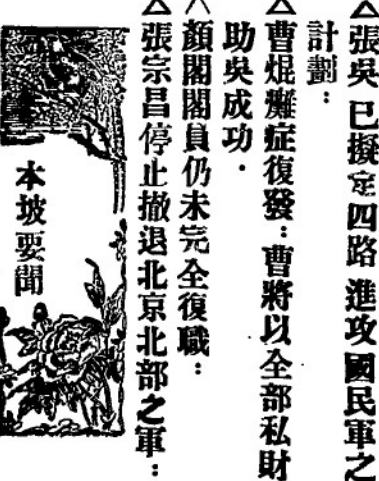 △張吳已擬定四路進攻國民軍之
計劃：
△曹焜癱症復發：曹將以全部私財
助吳成功．
△顏閣閣員仍未完全復職：
△張宗昌停止撤退北京北部之軍：
本坡要聞